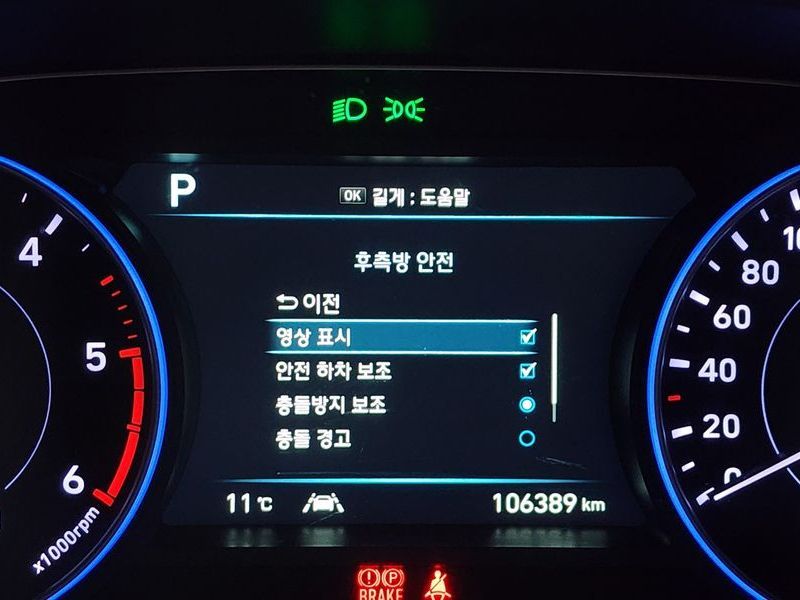 P
OK 길게 : 도움말
후측방 안전
이전
영상 표시
안전 하차 보조
충돌방지 보조
충돌 경고
11℃
106389 km
4
5
6
x1000rpm
80
60
40
20
0
BRAKE